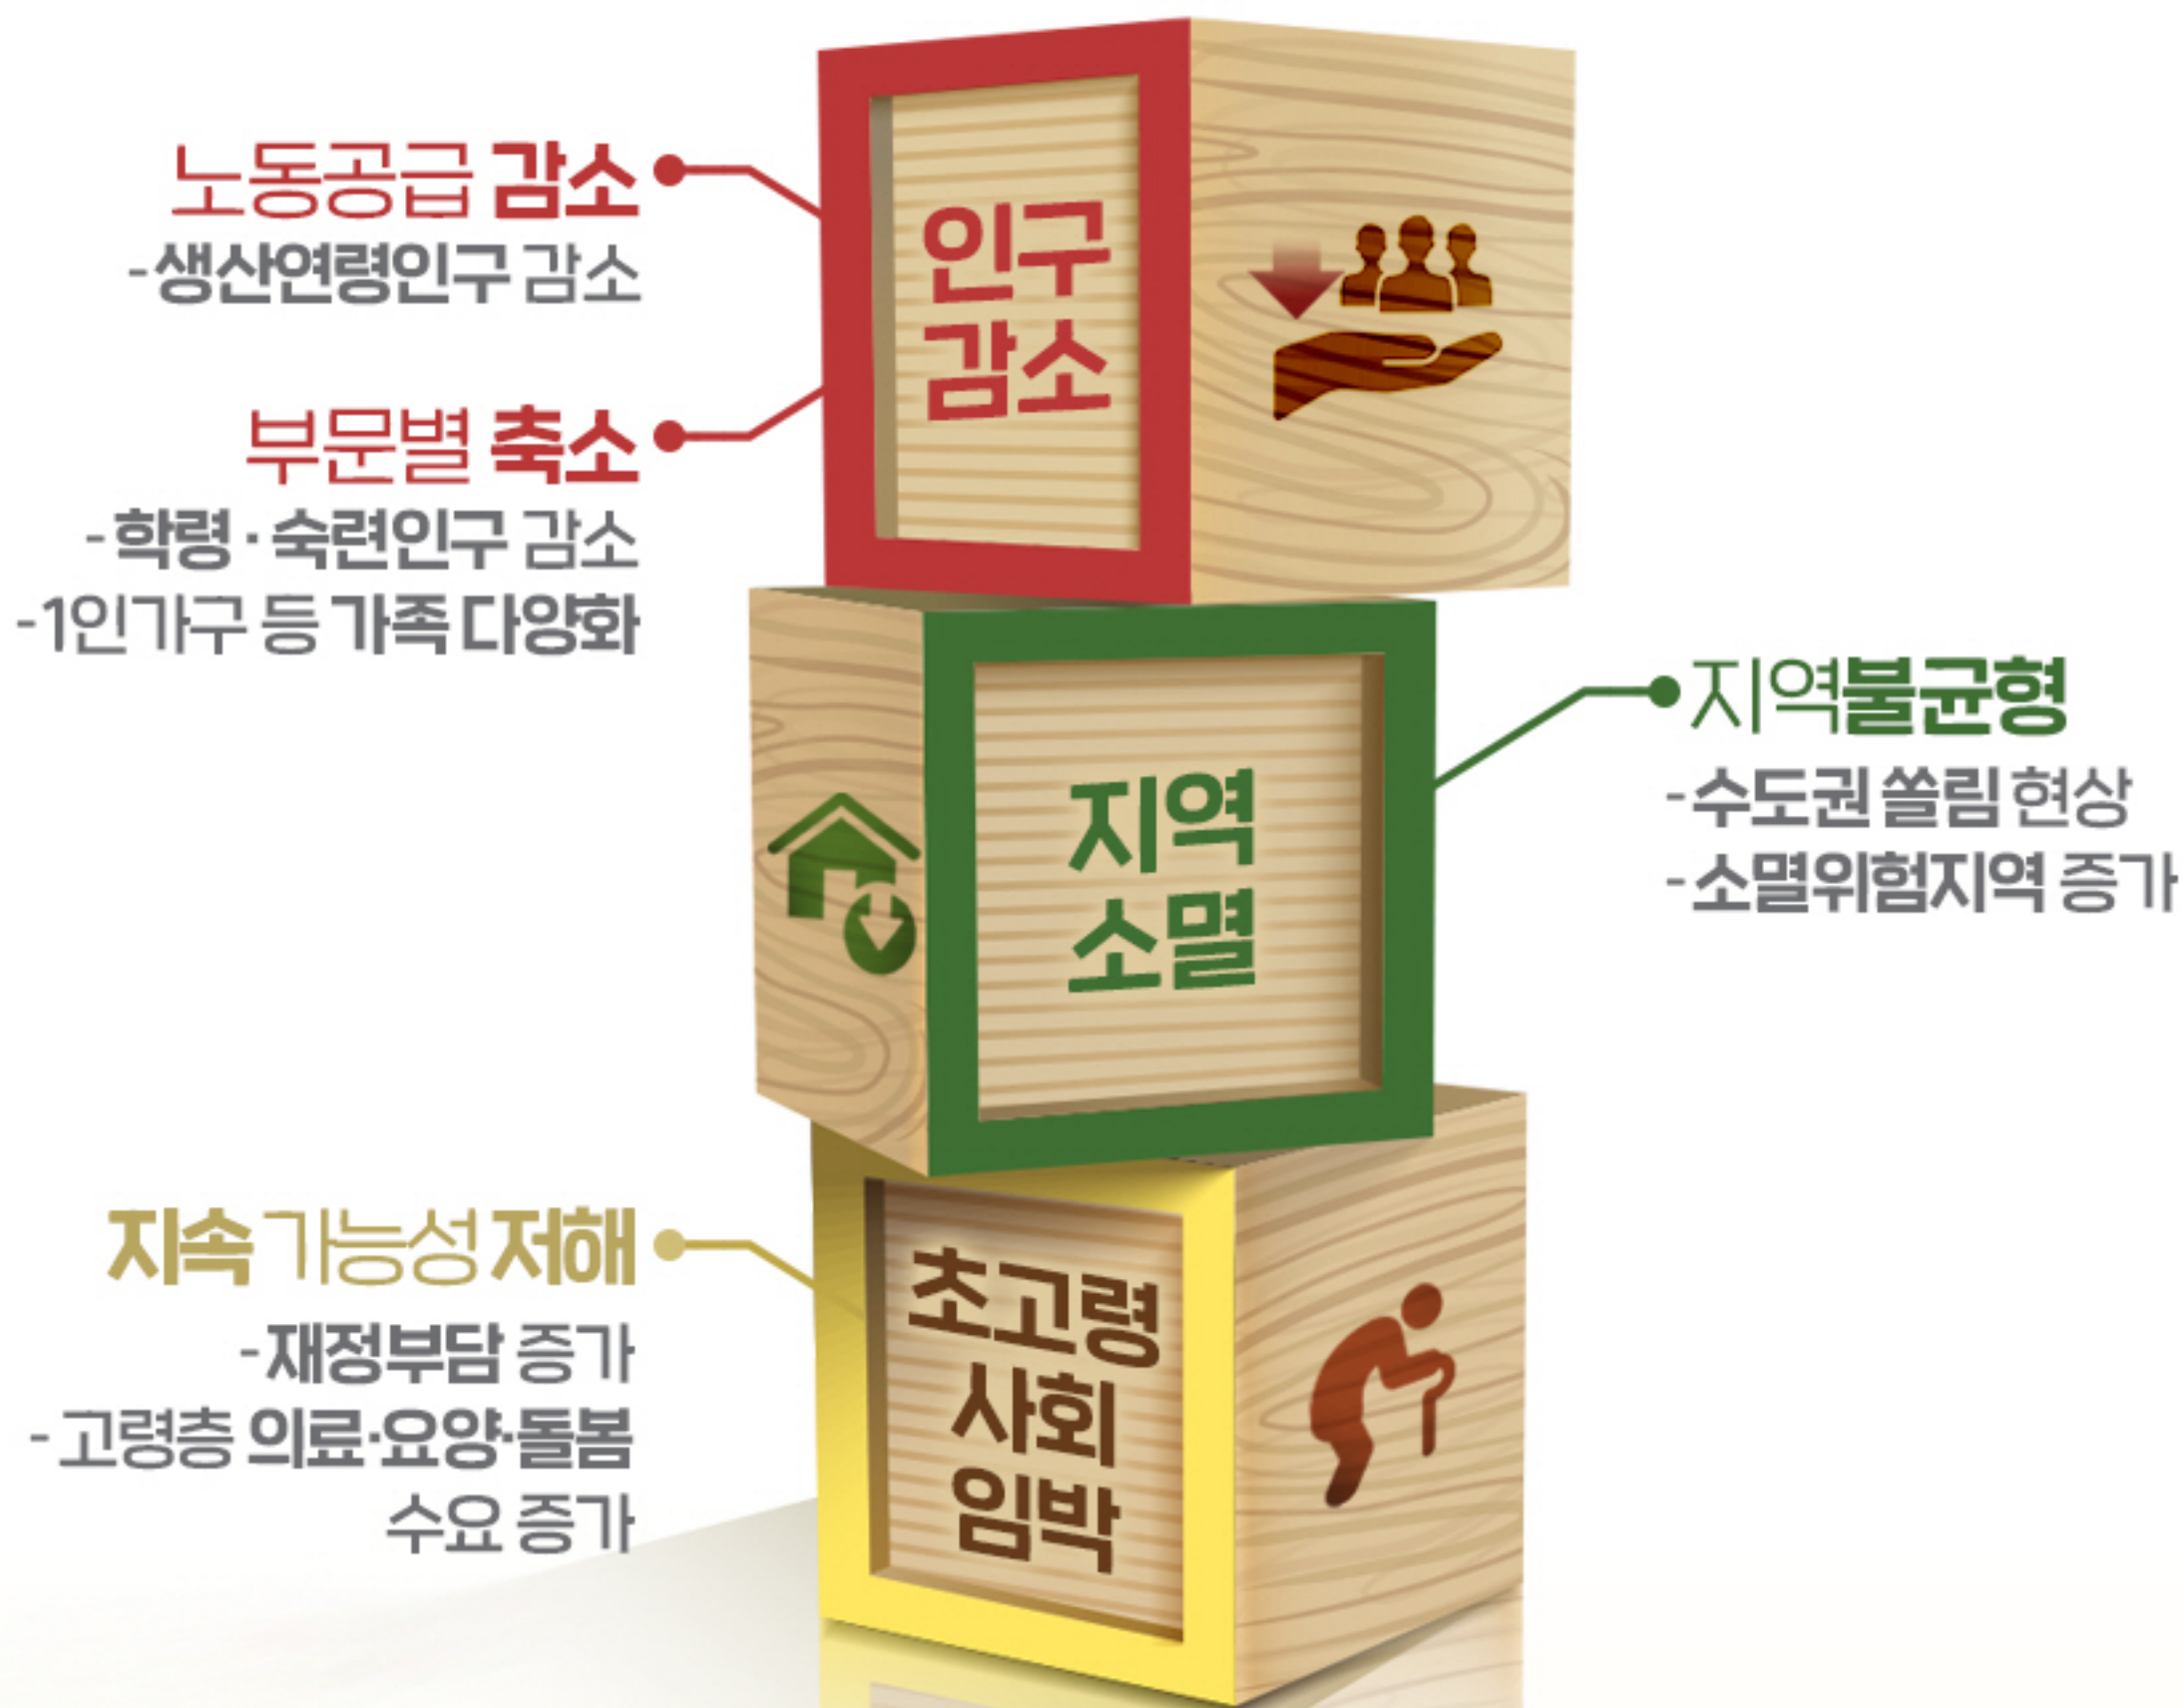 노동공급 감소
-생산연령인구 감소
부문별 축소
-학령·숙련인구 감소
-1인가구 등 가족 다양화
인구
감소
지역
소멸
지역불균형
-수도권 쏠림 현상
-소멸위험지역 증가
지속가능성 저해
-재정부담 증가
-고령층 의료·요양·돌봄
수요 증가
초고령
사회
임박